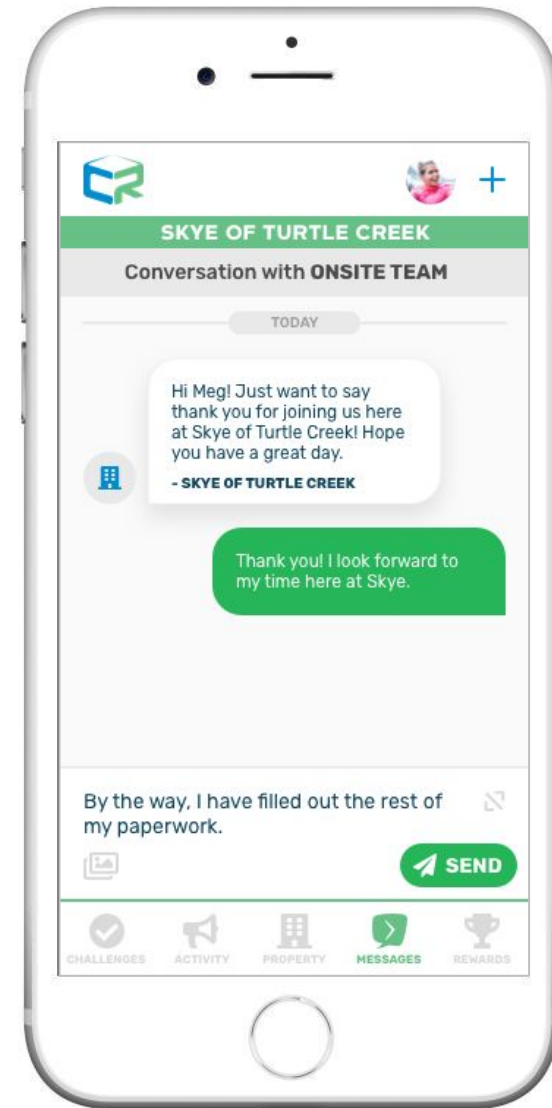 CR
SKYE OF TURTLE CREEK
Conversation with ONSITE TEAM
TODAY
Hi Meg! Just want to say
thank you for joining us here
at Skye of Turtle Creek! Hope
you have a great day.
- SKYE OF TURTLE CREEK
Thank you! I look forward to
my time here at Skye.
By the way, I have filled out the rest of
my paperwork.
SEND
CHALLENGES ACTIVITY PROPERTY MESSAGES REWARDS